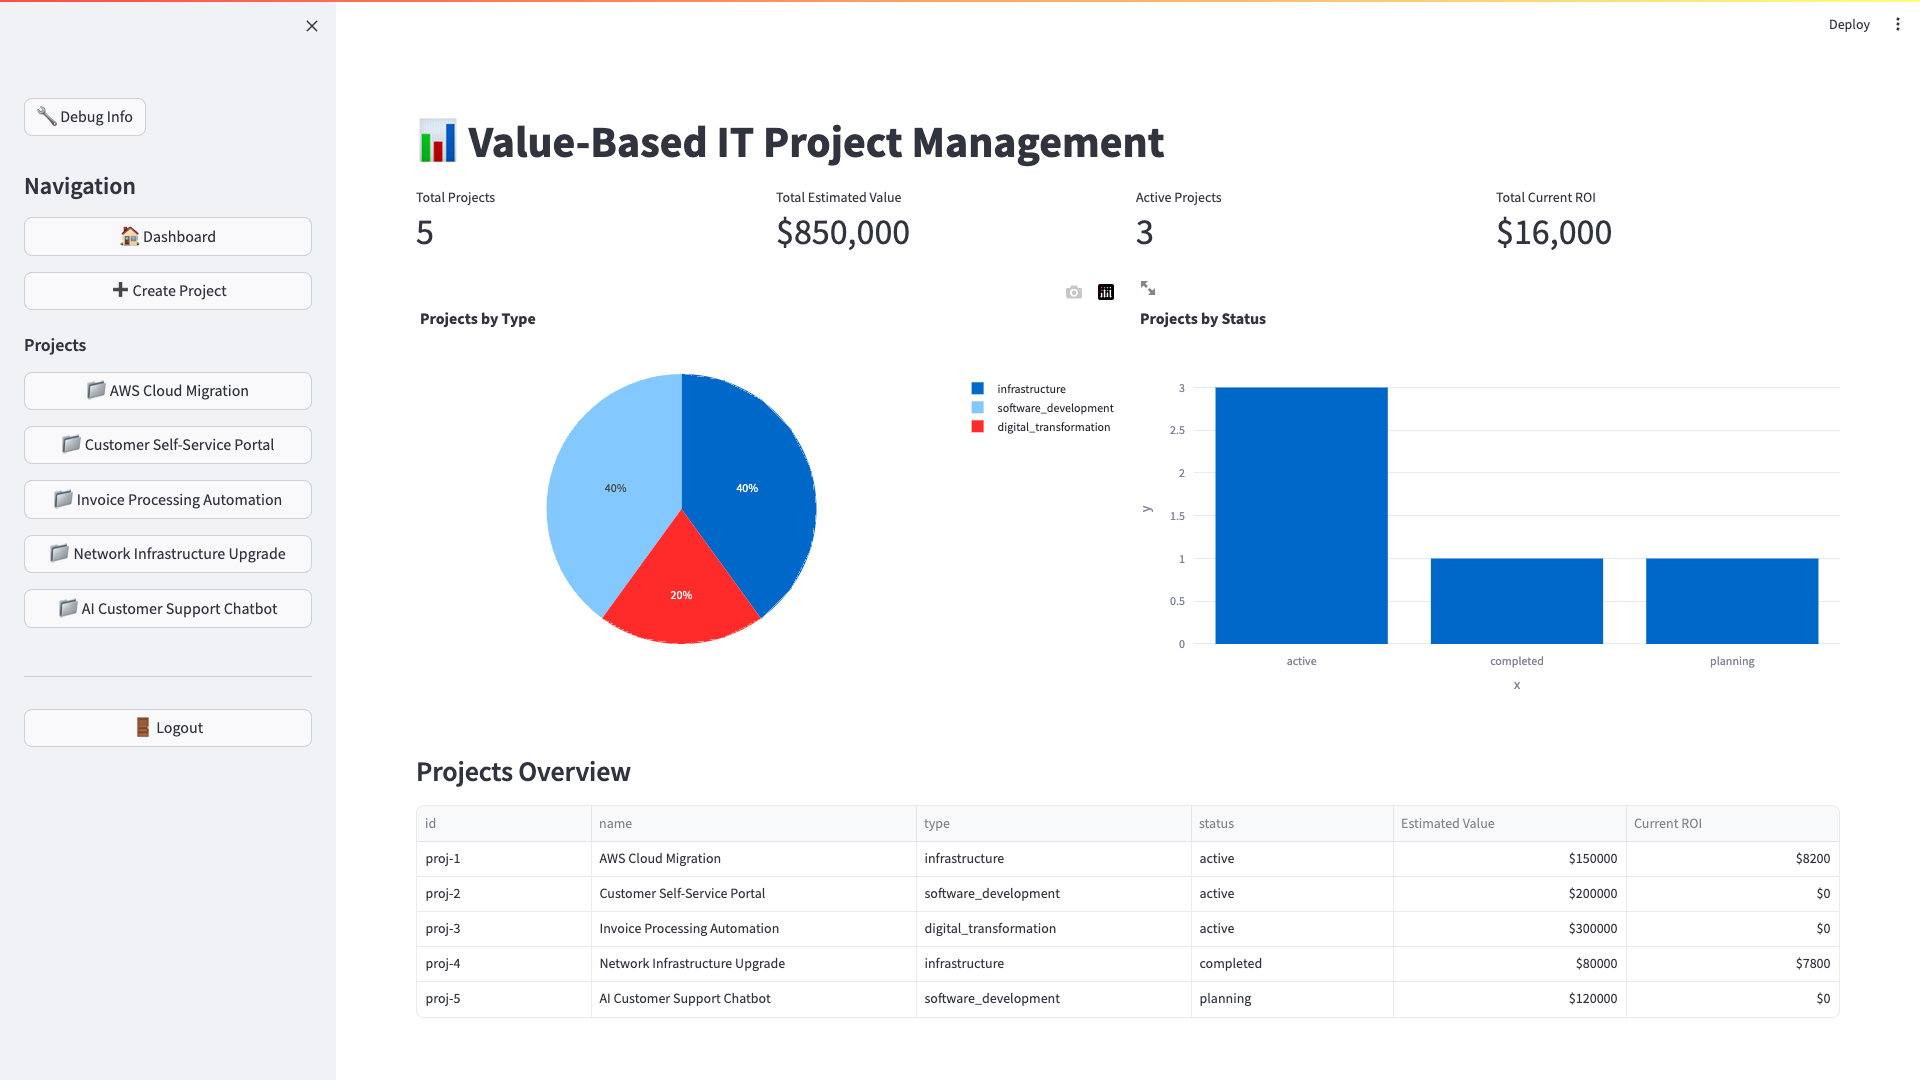 Deploy
Debug Info
Navigation
Dashboard
Create Project
Projects
AWS Cloud Migration
Customer Self-Service Portal
Invoice Processing Automation
Network Infrastructure Upgrade
AI Customer Support Chatbot
Logout
Value-Based IT Project Management
Total Projects
5
Total Estimated Value
$850,000
Active Projects
3
Total Current ROI
$16,000
Projects by Type
40%
40%
20%
infrastructure
software_development
digital_transformation
Projects by Status
3
2.5
2
1.5
1
0.5
0
y
active completed planning
x
Projects Overview
id name type status Estimated Value Current ROI
proj-1 AWS Cloud Migration infrastructure active $150000 $8200
proj-2 Customer Self-Service Portal software_development active $200000 $0
proj-3 Invoice Processing Automation digital_transformation active $300000 $0
proj-4 Network Infrastructure Upgrade infrastructure completed $80000 $7800
proj-5 AI Customer Support Chatbot software_development planning $120000 $0